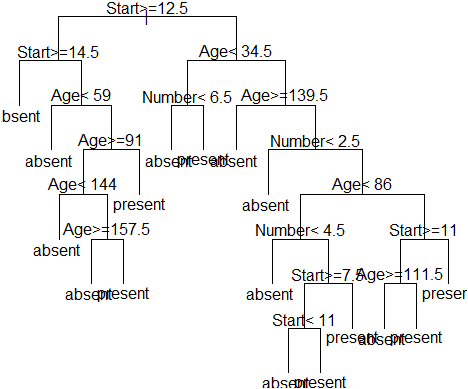 Start>=12.5
Start>=14.5
Age< 34.5
bsent
Age< 59
Number< 6.5
Age>=139.5
absent
Age>=91
absent
present
absent
Number< 2.5
Age< 144
present
absent
Age< 86
absent
Age>=157.5
Number< 4.5
Start>=11
absent
present
absent
Start>=7.5
Age>=111.5
presen
Start< 11
present
absent
present
absent
present